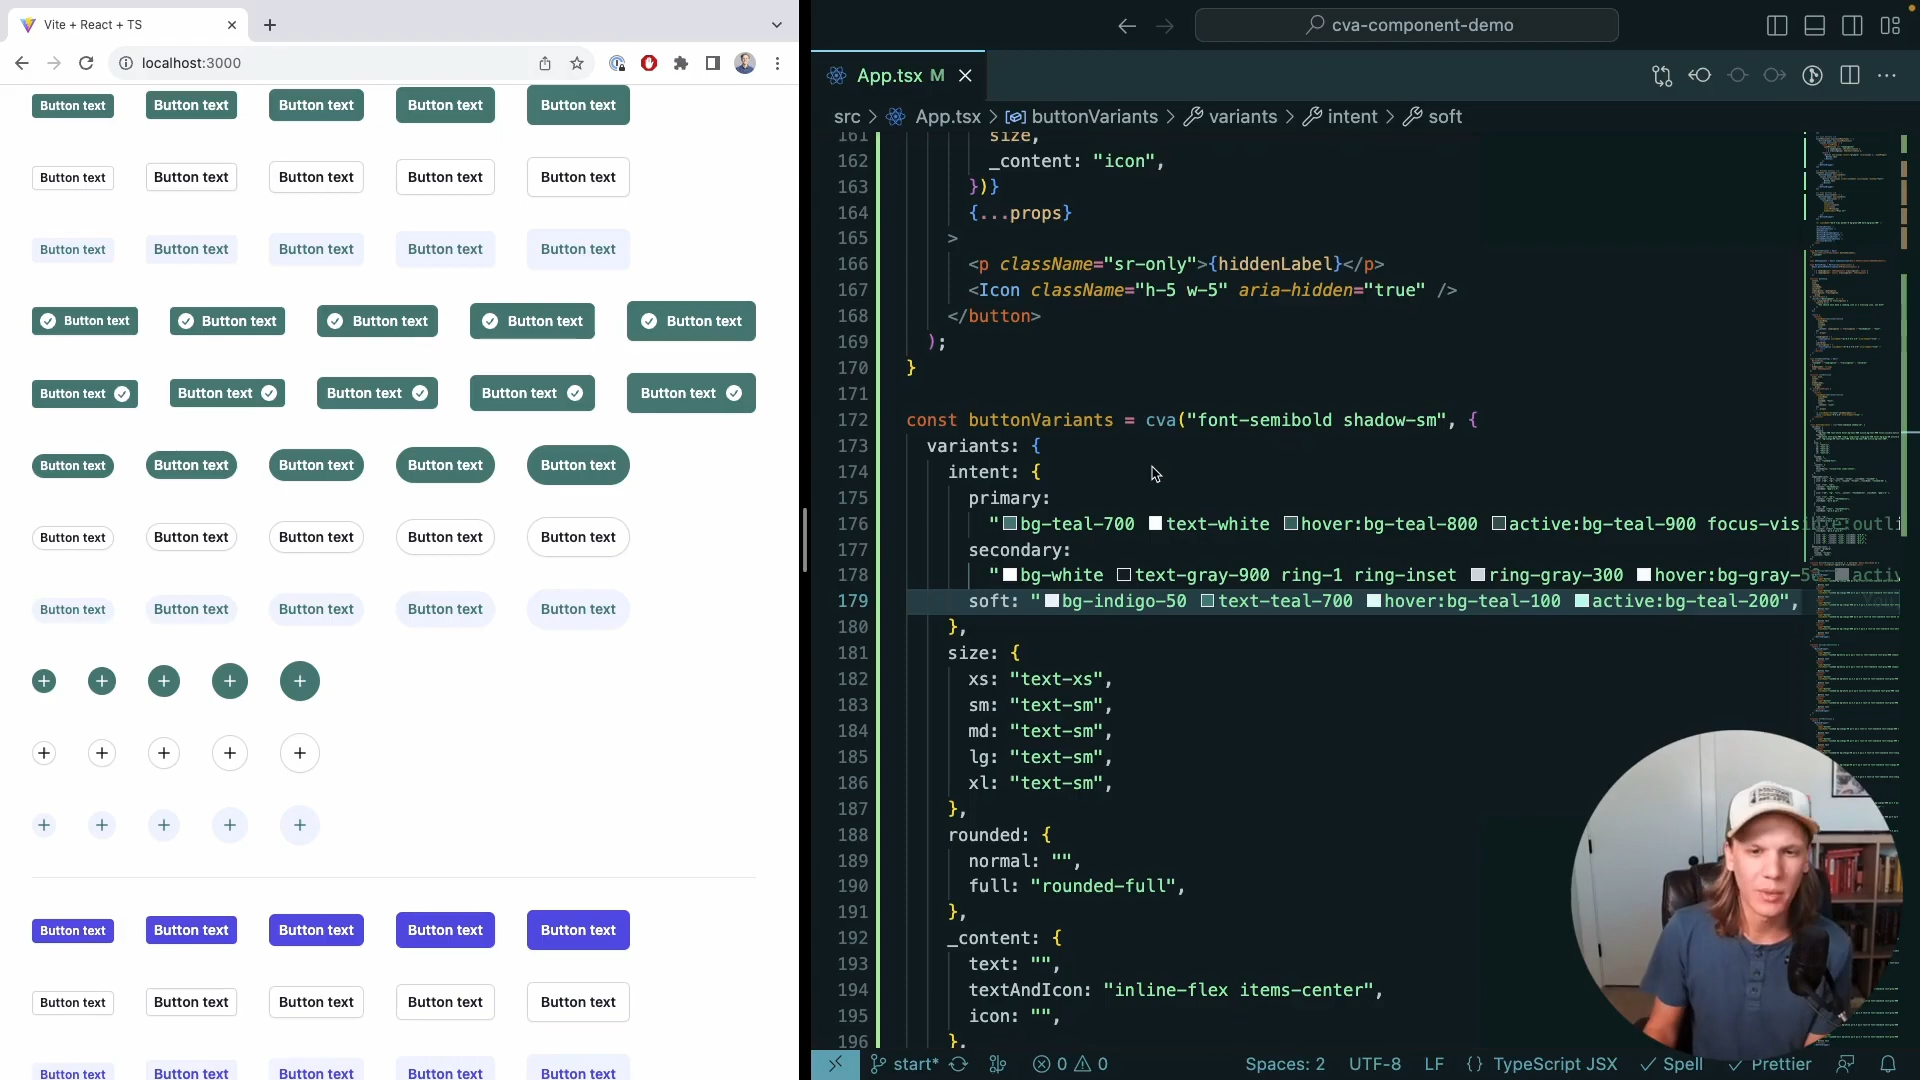 Vite + React + TS
localhost:3000
Button text Button text Button text Button text Button text
Button text Button text Button text Button text Button text
Button text Button text Button text Button text Button text
Button text Button text Button text Button text Button text
Button text Button text Button text Button text Button text
Button text Button text Button text Button text Button text
Button text Button text Button text Button text Button text
Button text Button text Button text Button text Button text
Button text Button text Button text Button text Button text
Button text Button text Button text Button text Button text
Button text Button text Button text Button text Button text
cva-component-demo
App.tsx M
src > App.tsx > buttonVariants > variants > intent > soft
161 size,
162 _content: "icon",
163 })}
164 {...props}
165 >
166 <p className="sr-only">{hiddenLabel}</p>
167 <Icon className="h-5 w-5" aria-hidden="true" />
168 </button>
169 );
170 }
171
172 const buttonVariants = cva("font-semibold shadow-sm", {
173 variants: {
174 intent: {
175 primary:
176 "bg-teal-700 text-white hover:bg-teal-800 active:bg-teal-900 focus-visible:outli
177 secondary:
178 "bg-white text-gray-900 ring-1 ring-inset ring-gray-300 hover:bg-gray-50 activ
179 soft: "bg-indigo-50 text-teal-700 hover:bg-teal-100 active:bg-teal-200",
180 },
181 size: {
182 xs: "text-xs",
183 sm: "text-sm",
184 md: "text-sm",
185 lg: "text-sm",
186 xl: "text-sm",
187 },
188 rounded: {
189 normal: "",
190 full: "rounded-full",
191 },
192 _content: {
193 text: "",
194 textAndIcon: "inline-flex items-center",
195 icon: "",
196 },
start* 0 0 Spaces: 2 UTF-8 LF {} TypeScript JSX Spell Prettier